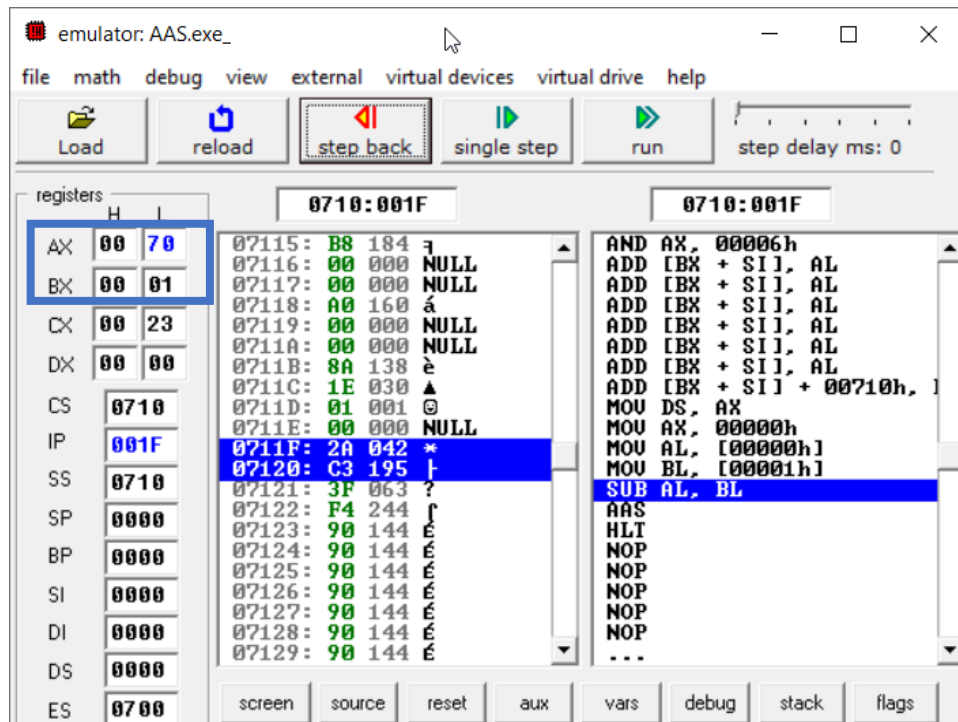 emulator: AAS.exe_
file math debug view external virtual devices virtual drive help
Load reload step back single step run step delay ms: 0
registers
H L
0710:001F 0710:001F
AX 00 70
BX 00 01
CX 00 23
DX 00 00
CS 0710
IP 001F
SS 0710
SP 0000
BP 0000
SI 0000
DI 0000
DS 0000
ES 0700
07115: B8 184 ╕
07116: 00 000 NULL
07117: 00 000 NULL
07118: A0 160 á
07119: 00 000 NULL
0711A: 00 000 NULL
0711B: 8A 138 è
0711C: 1E 030 ▲
0711D: 01 001 ☺
0711E: 00 000 NULL
0711F: 2A 042 *
07120: C3 195 ├
07121: 3F 063 ?
07122: F4 244 ⌠
07123: 90 144 É
07124: 90 144 É
07125: 90 144 É
07126: 90 144 É
07127: 90 144 É
07128: 90 144 É
07129: 90 144 É
AND AX, 00006h
ADD [BX + SI], AL
ADD [BX + SI], AL
ADD [BX + SI], AL
ADD [BX + SI], AL
ADD [BX + SI], AL
ADD [BX + SI], AL
ADD [BX + SI] + 00710h,
MOV DS, AX
MOV AX, 00000h
MOV AL, [00000h]
MOV BL, [00001h]
SUB AL, BL
AAS
HLT
NOP
NOP
NOP
NOP
NOP
...
screen source reset aux vars debug stack flags